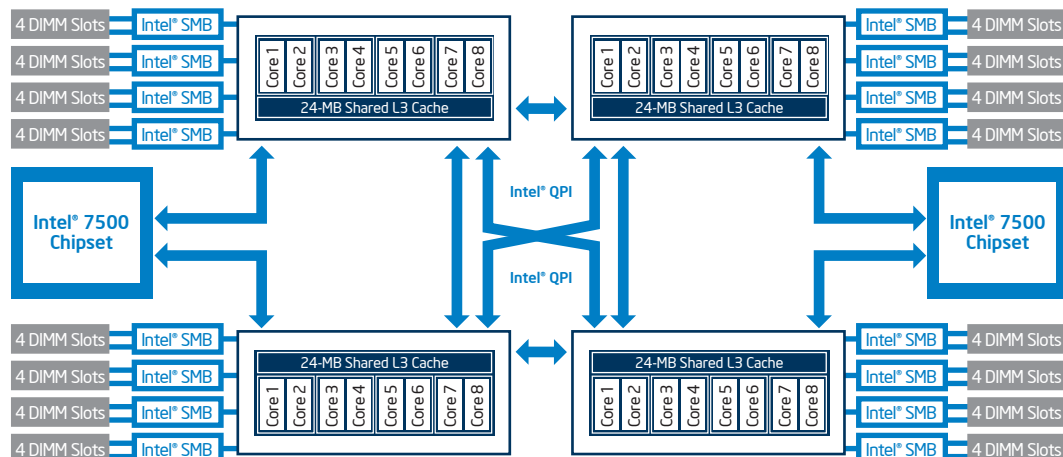 4 DIMM Slots Intel® SMB
4 DIMM Slots Intel® SMB
4 DIMM Slots Intel® SMB
4 DIMM Slots Intel® SMB
Core 1 Core 2 Core 3 Core 4 Core 5 Core 6 Core 7 Core 8
24-MB Shared L3 Cache
Core 1 Core 2 Core 3 Core 4 Core 5 Core 6 Core 7 Core 8
24-MB Shared L3 Cache
Intel® SMB 4 DIMM Slots
Intel® SMB 4 DIMM Slots
Intel® SMB 4 DIMM Slots
Intel® SMB 4 DIMM Slots
Intel® 7500
Chipset
Intel® QPI
Intel® QPI
Intel® 7500
Chipset
4 DIMM Slots Intel® SMB
4 DIMM Slots Intel® SMB
4 DIMM Slots Intel® SMB
4 DIMM Slots Intel® SMB
24-MB Shared L3 Cache
Core 1 Core 2 Core 3 Core 4 Core 5 Core 6 Core 7 Core 8
24-MB Shared L3 Cache
Core 1 Core 2 Core 3 Core 4 Core 5 Core 6 Core 7 Core 8
Intel® SMB 4 DIMM Slots
Intel® SMB 4 DIMM Slots
Intel® SMB 4 DIMM Slots
Intel® SMB 4 DIMM Slots